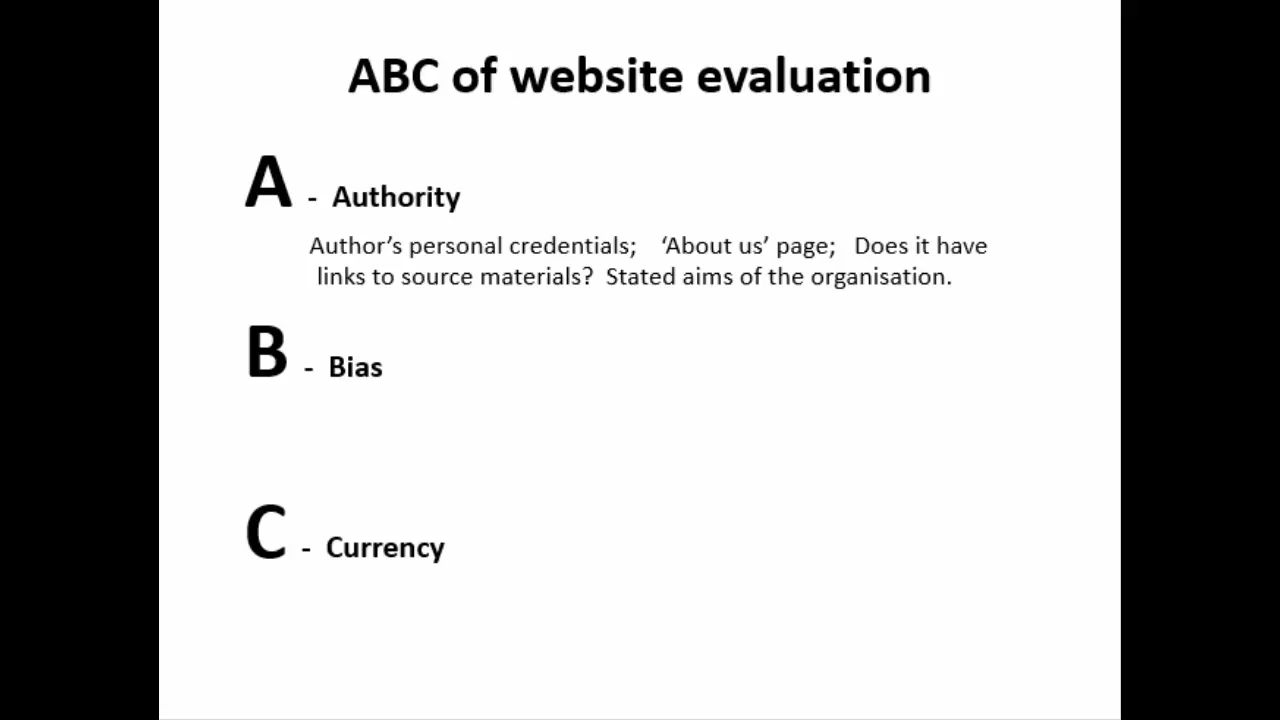 ABC of website evaluation
A - Authority
Author’s personal credentials; ‘About us’ page; Does it have
links to source materials? Stated aims of the organisation.
B - Bias
C - Currency